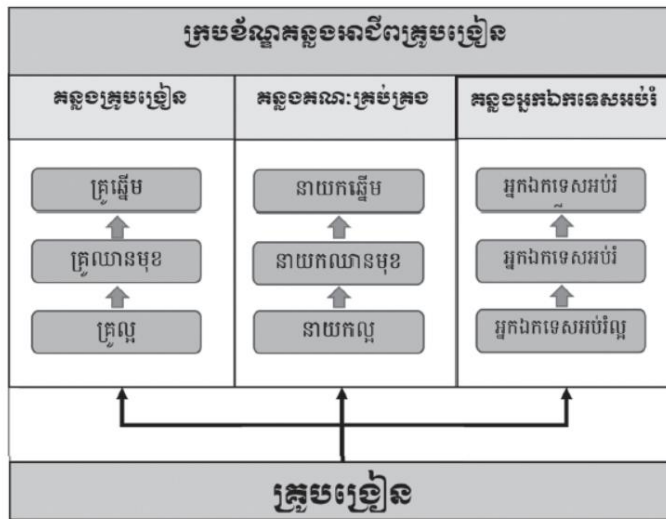 ក្របខ័ណ្ឌគន្លងអាជីពគ្រូបង្រៀន
គន្លងគ្រូបង្រៀន
គន្លងគណៈគ្រប់គ្រង
គន្លងអ្នកឯកទេសអប់រំ
គ្រូឆ្នើម
នាយកឆ្នើម
អ្នកឯកទេសអប់រំ
គ្រូឈានមុខ
នាយកឈានមុខ
អ្នកឯកទេសអប់រំ
គ្រូល្អ
នាយកល្អ
អ្នកឯកទេសអប់រំល្អ
គ្រូបង្រៀន